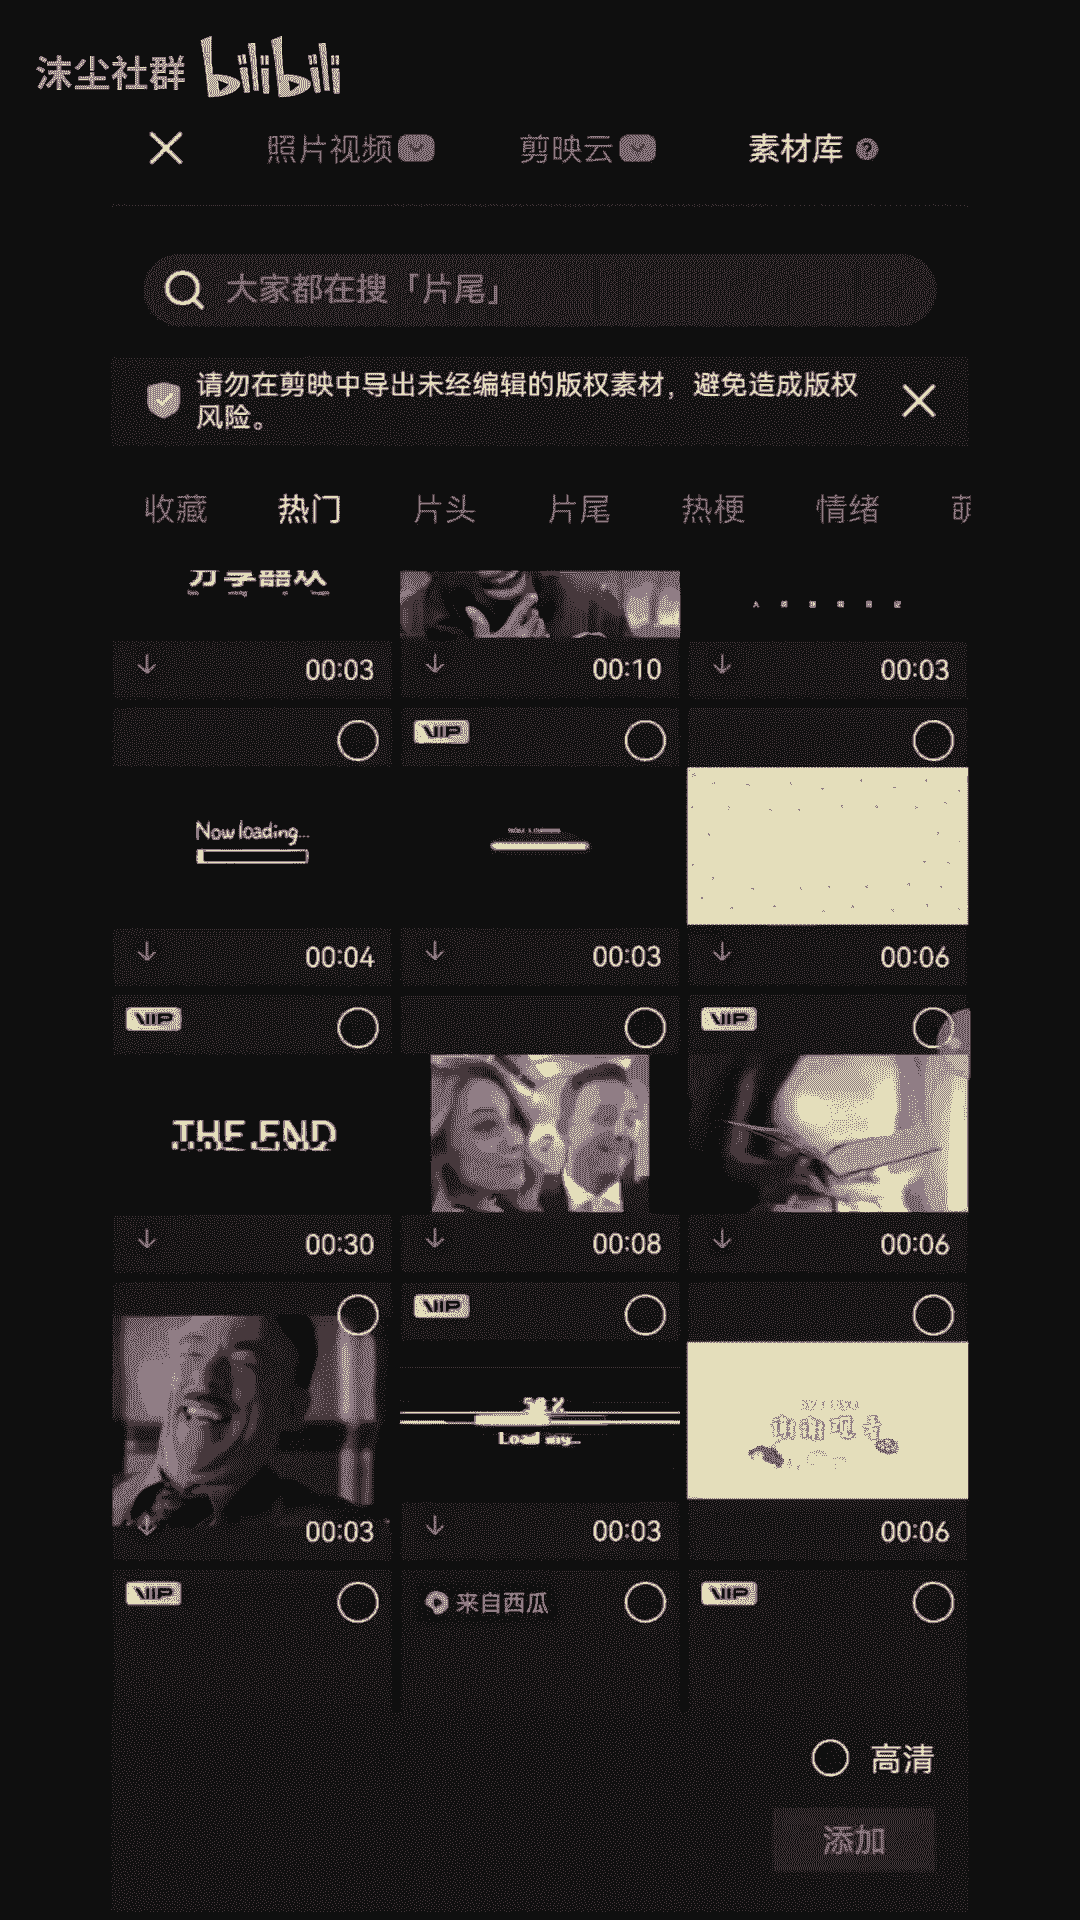 沫尘社群 bilibili
照片视频 剪映云 素材库
大家都在搜「片尾」
请勿在剪映中导出未经编辑的版权素材，避免造成版权
风险。
收藏 热门 片头 片尾 热梗 情绪 萌
00:03 00:10 00:03
VIP
Now loading...
00:04 00:03 00:06
VIP VIP
THE END
00:30 00:08 00:06
VIP
50%
00:03 00:03 00:06
VIP 来自西瓜 VIP
高清
添加